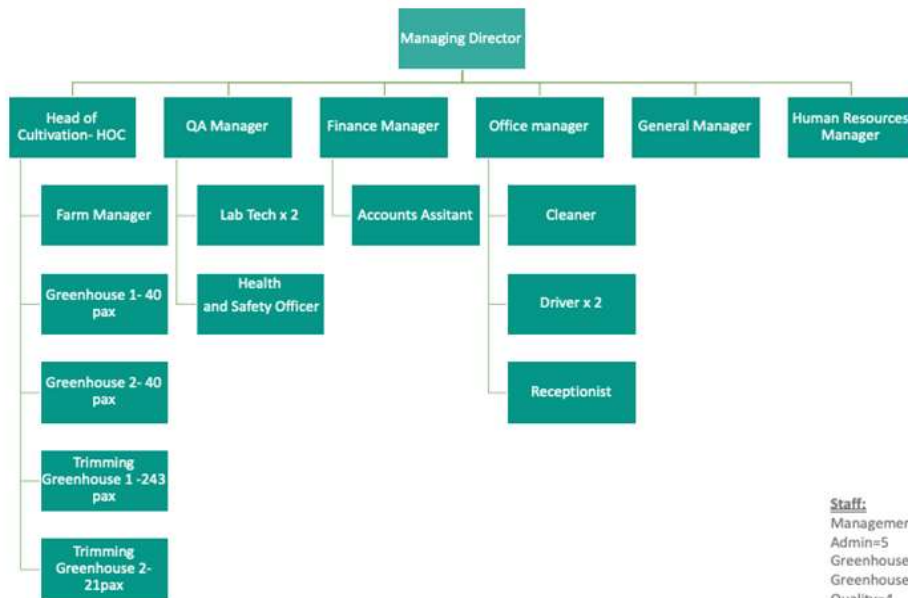 Managing Director
Head of
Cultivation- HOC
QA Manager
Finance Manager
Office manager
General Manager
Human Resources
Manager
Farm Manager
Lab Tech x 2
Accounts Assitant
Cleaner
Greenhouse 1- 40
pax
Health
and Safety Officer
Driver x 2
Greenhouse 2- 40
pax
Receptionist
Trimming
Greenhouse 1 -243
pax
Trimming
Greenhouse 2-
21pax
Staff:
Admin=5
Greenhouse
Greenhouse